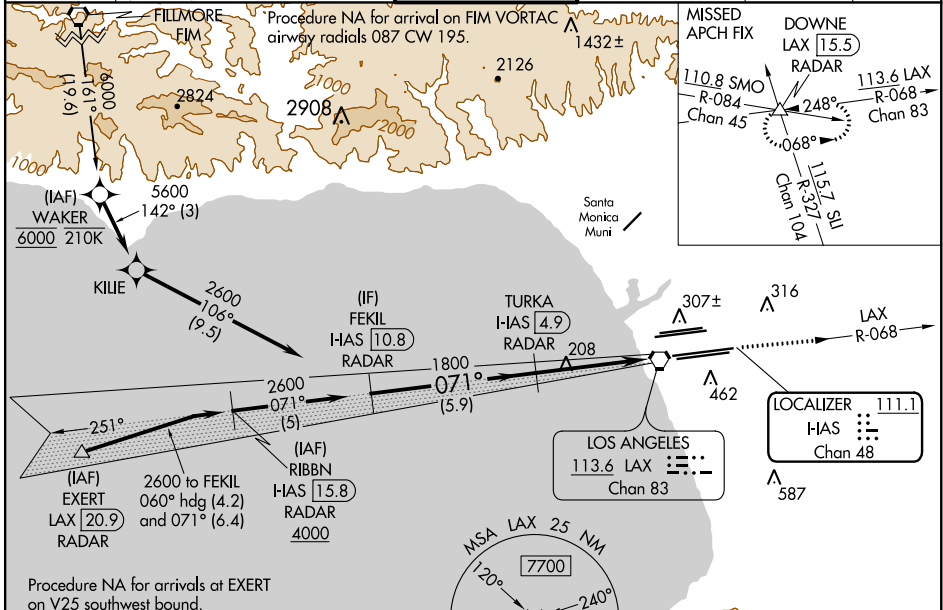 FILLMORE
FIM
Procedure NA for arrival on FIM VORTAC
airway radials 087 CW 195.
1432±
2126
2824
2908
1000
2000
1000
6000
161°
(19.6)
MISSED
APCH FIX
DOWNE
LAX 15.5
RADAR
110.8 SMO
R-084
Chan 45
113.6 LAX
R-068
Chan 83
248°
068°
115.7 SLI
R-327
Chan 104
(IAF)
WAKER
6000 210K
5600
142° (3)
KILIE
2600
106°
(9.5)
Santa
Monica
Muni
(IF)
FEKIL
I-IAS 10.8
RADAR
TURKA
I-IAS 4.9
RADAR
307±
316
LAX
R-068
208
462
587
2600
071°
(5)
1800
071°
(5.9)
251°
(IAF)
EXERT
LAX 20.9
RADAR
2600 to FEKIL
060° hdg (4.2)
and 071° (6.4)
(IAF)
RIBBN
I-IAS 15.8
RADAR
4000
LOS ANGELES
113.6 LAX
Chan 83
LOCALIZER 111.1
I-IAS
Chan 48
MSA LAX 25 NM
7700
120°
240°
Procedure NA for arrivals at EXERT
on V25 southwest bound.